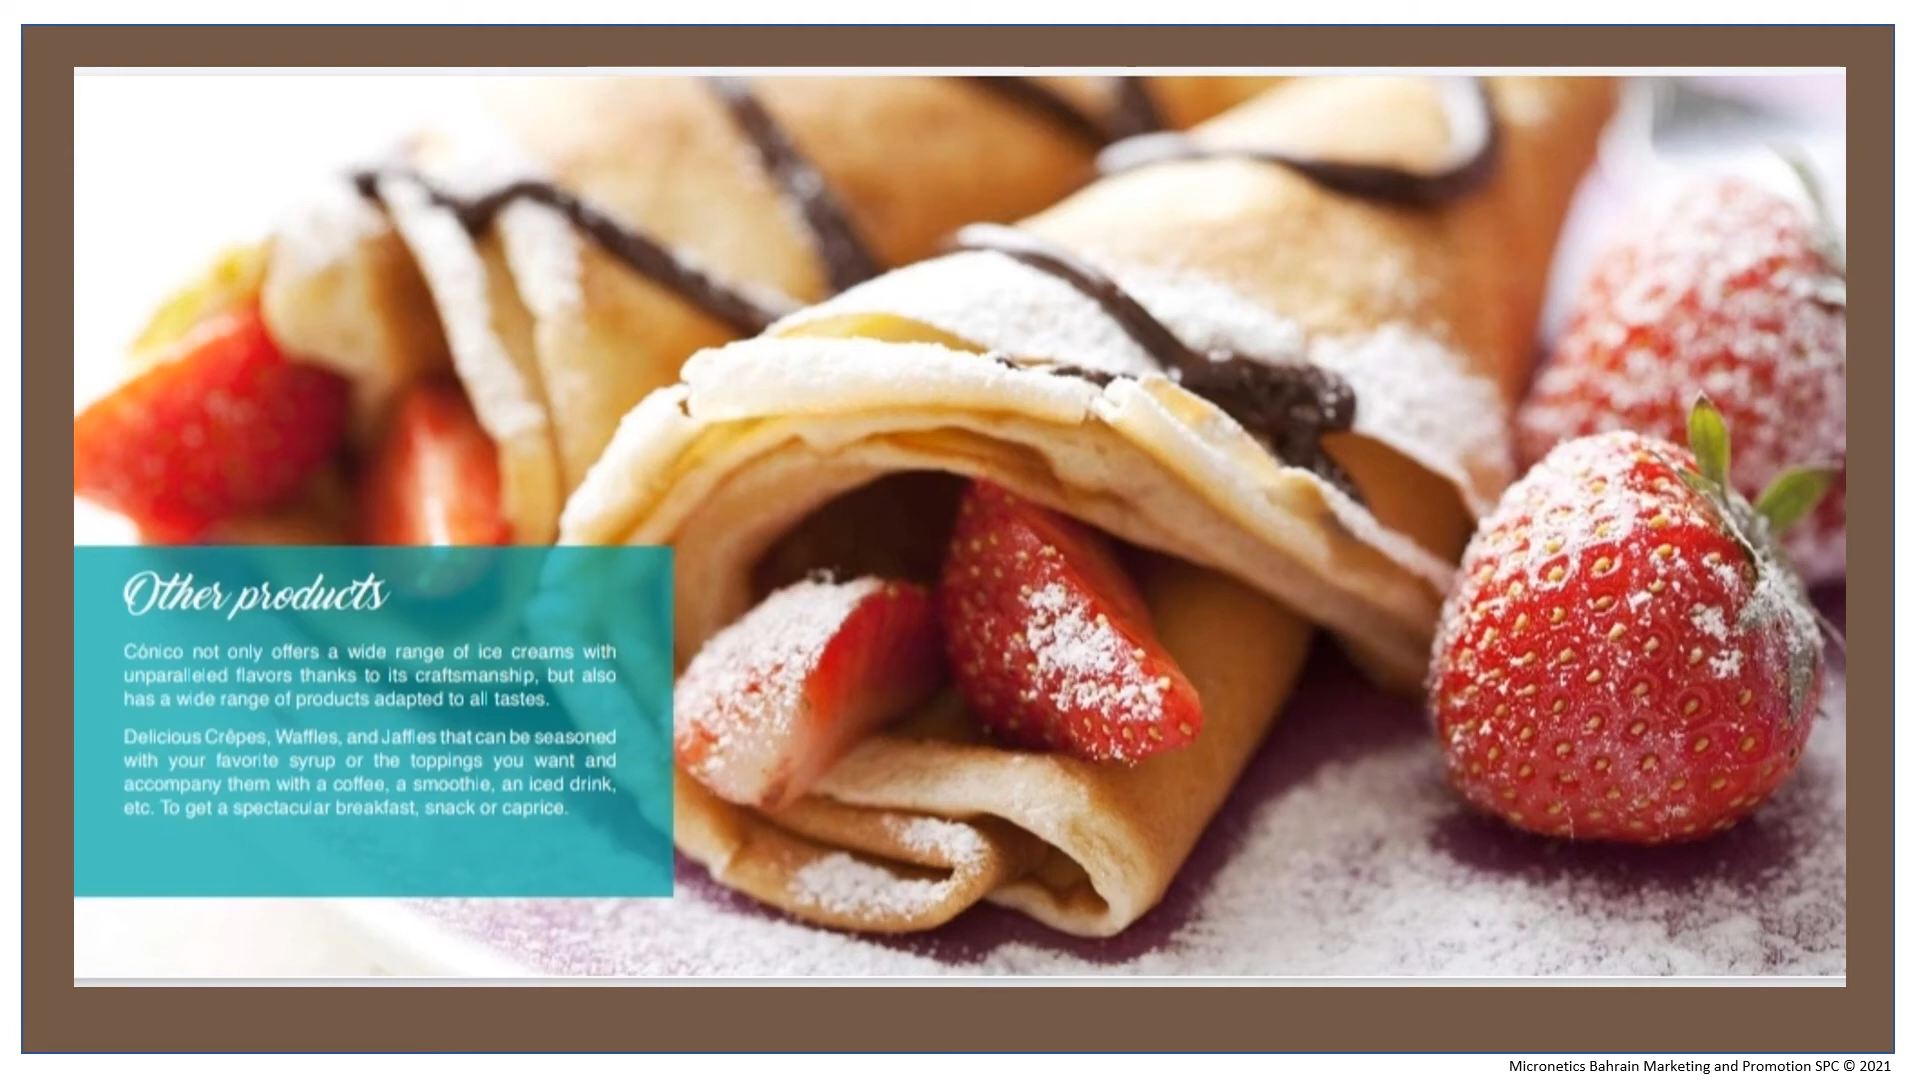 Other products
Cónico not only offers a wide range of ice creams with
unparalleled flavors thanks to its craftsmanship, but also
has a wide range of products adapted to all tastes.
Delicious Crêpes, Waffles, and Jaffles that can be seasoned
with your favorite syrup or the toppings you want and
accompany them with a coffee, a smoothie, an iced drink,
etc. To get a spectacular breakfast, snack or caprice.
Micronetics Bahrain Marketing and Promotion SPC © 2021